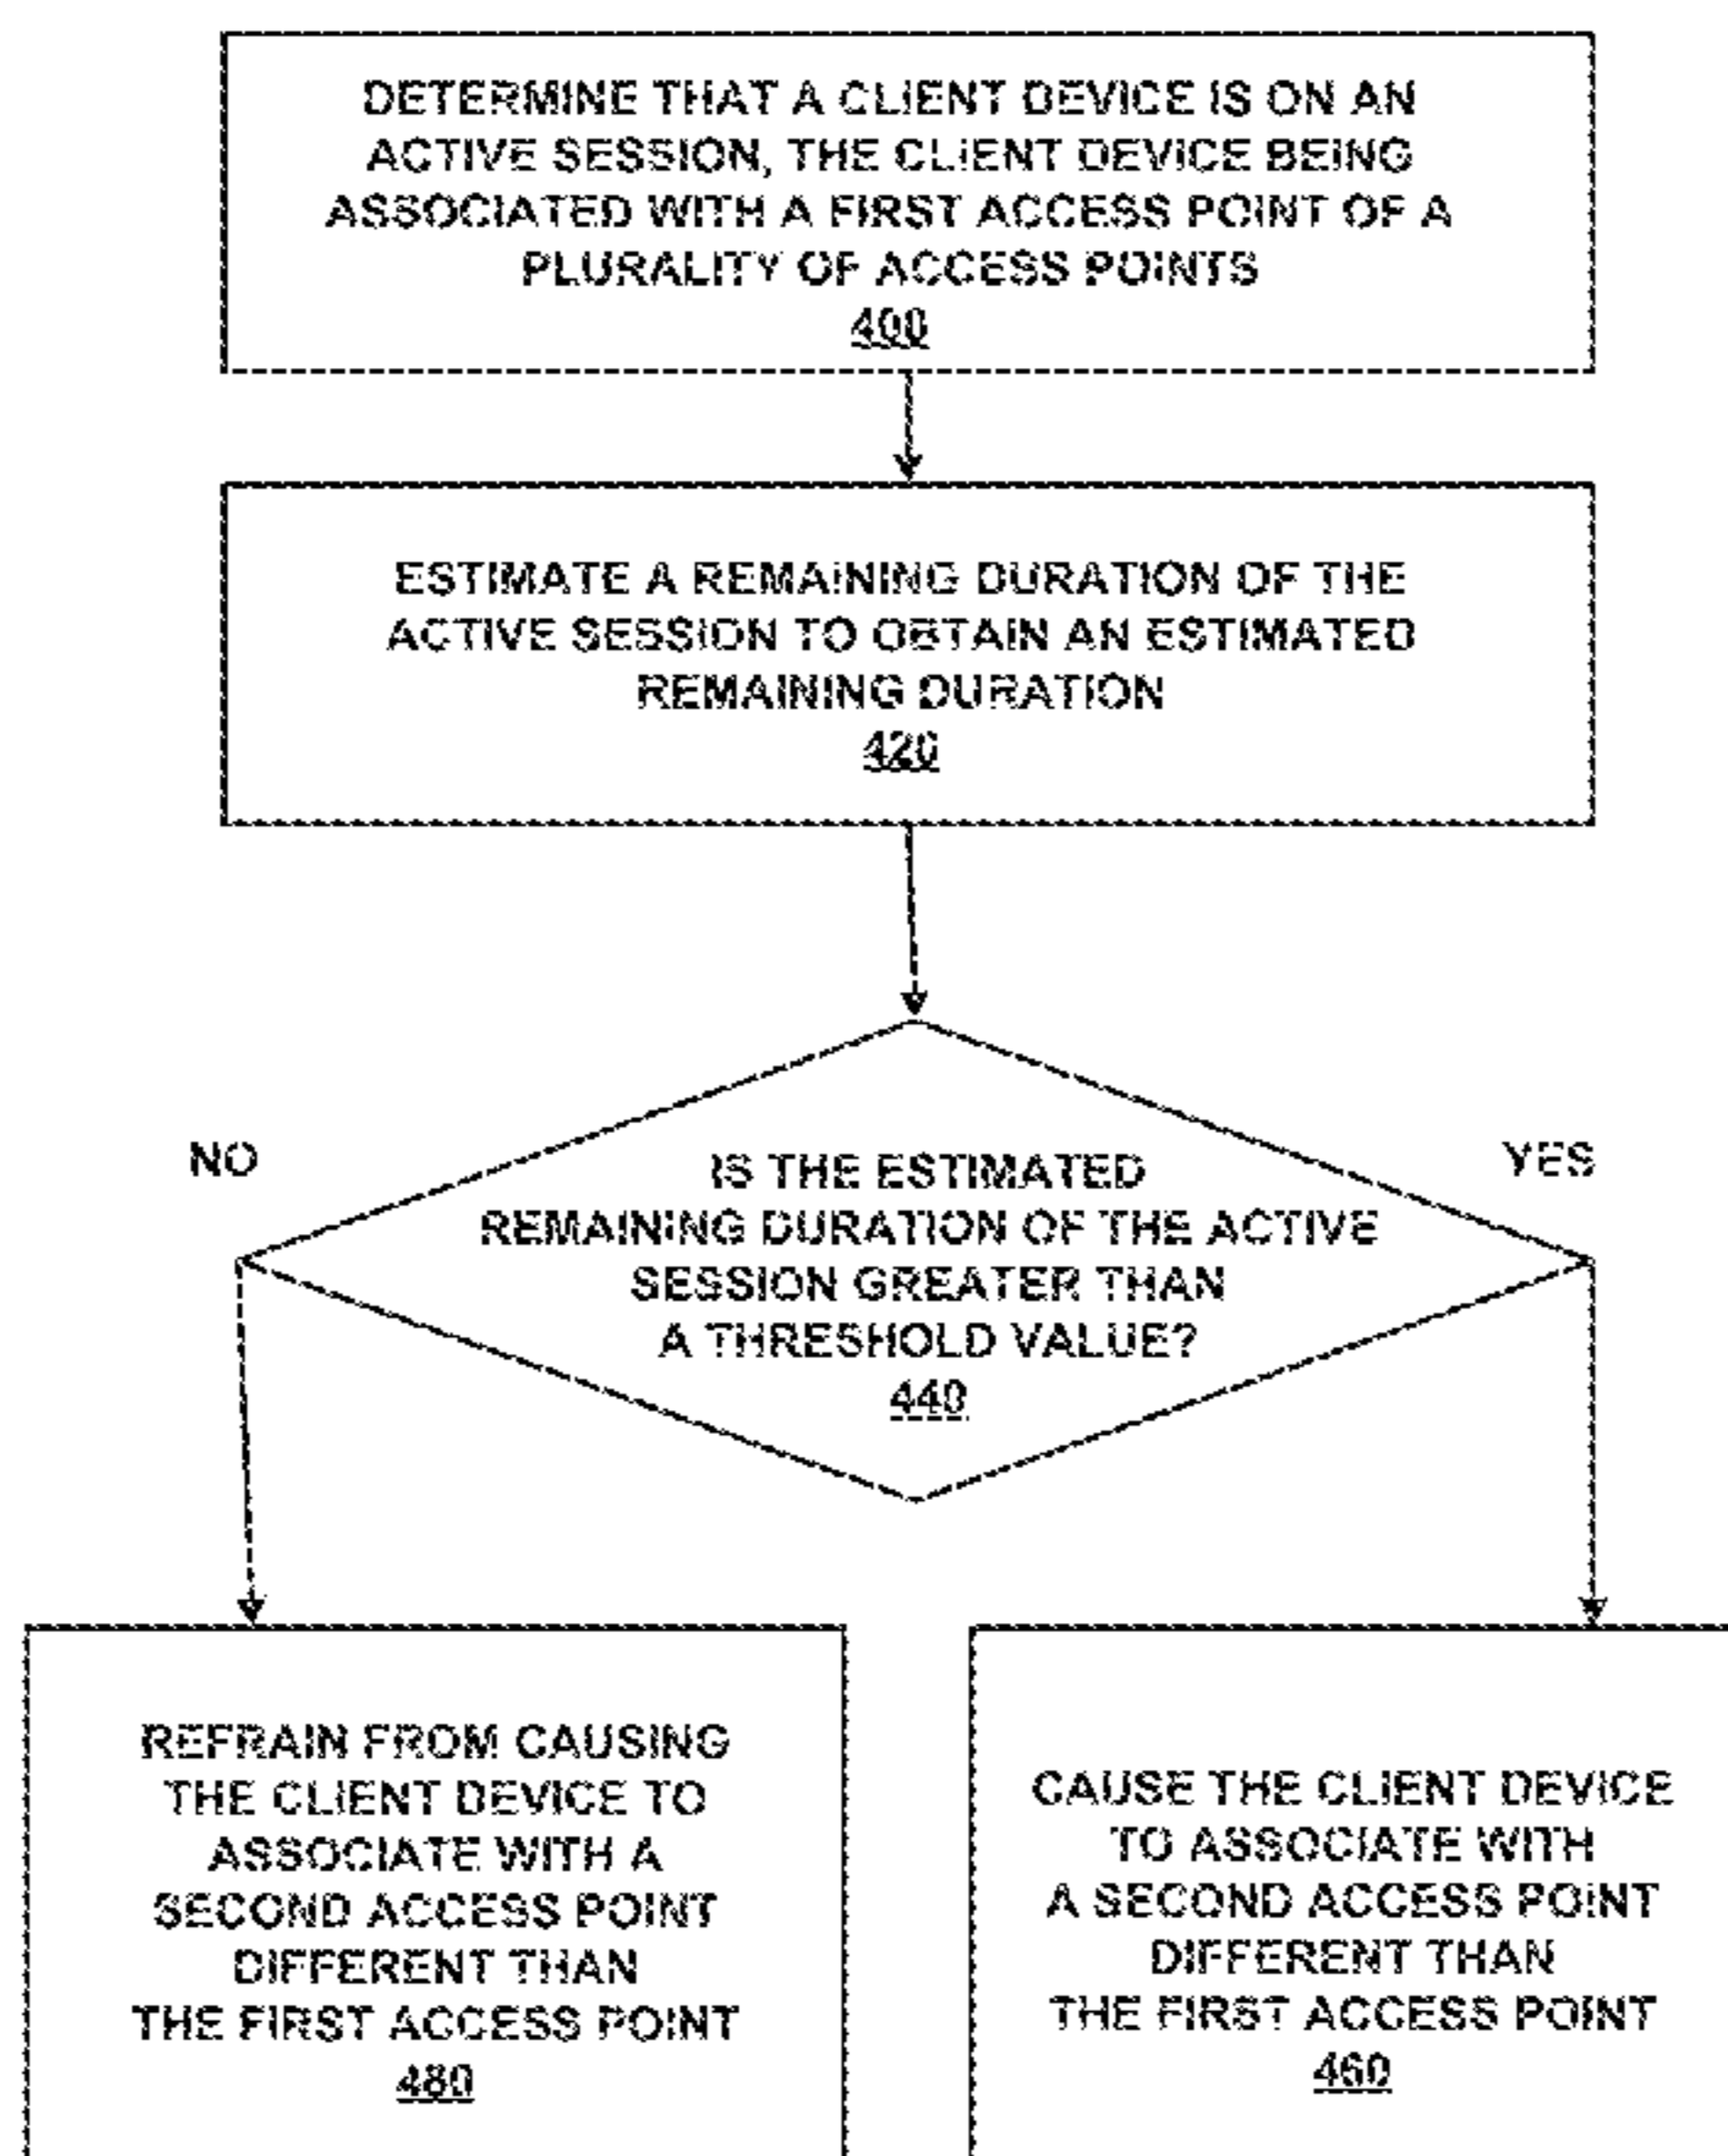 DETERMINE THAT A CLIENT DEVICE IS ON AN
ACTIVE SESSION, THE CLIENT DEVICE BEING
ASSOCIATED WITH A FIRST ACCESS POINT OF A
PLURALITY OF ACCESS POINTS
400
ESTIMATE A REMAINING DURATION OF THE
ACTIVE SESSION TO OBTAIN AN ESTIMATED
REMAINING DURATION
420
NO
YES
IS THE ESTIMATED
REMAINING DURATION OF THE ACTIVE
SESSION GREATER THAN
A THRESHOLD VALUE?
440
REFRAIN FROM CAUSING
THE CLIENT DEVICE TO
ASSOCIATE WITH A
SECOND ACCESS POINT
DIFFERENT THAN
THE FIRST ACCESS POINT
480
CAUSE THE CLIENT DEVICE
TO ASSOCIATE WITH
A SECOND ACCESS POINT
DIFFERENT THAN
THE FIRST ACCESS POINT
460